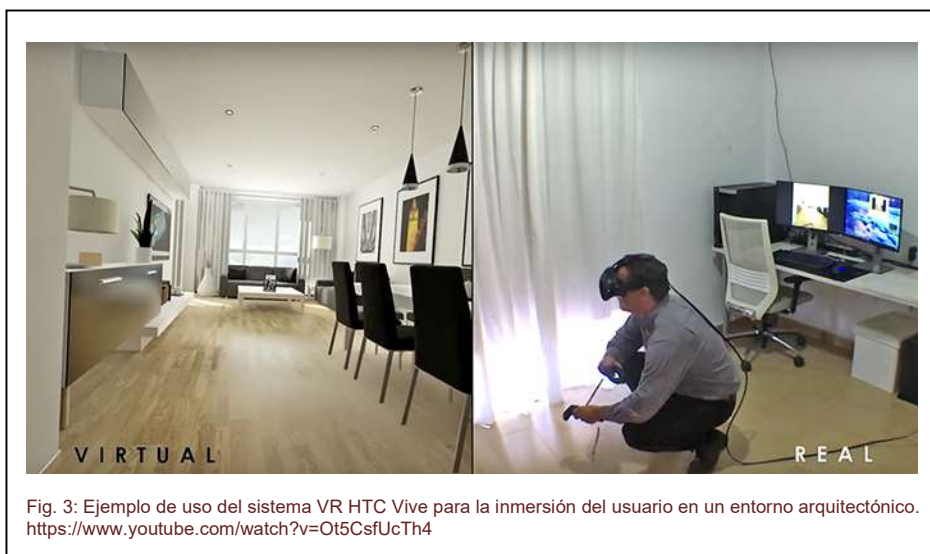 VIRTUAL
REAL
Fig. 3: Ejemplo de uso del sistema VR HTC Vive para la inmersión del usuario en un entorno arquitectónico.
https://www.youtube.com/watch?v=Ot5CsfUcTh4